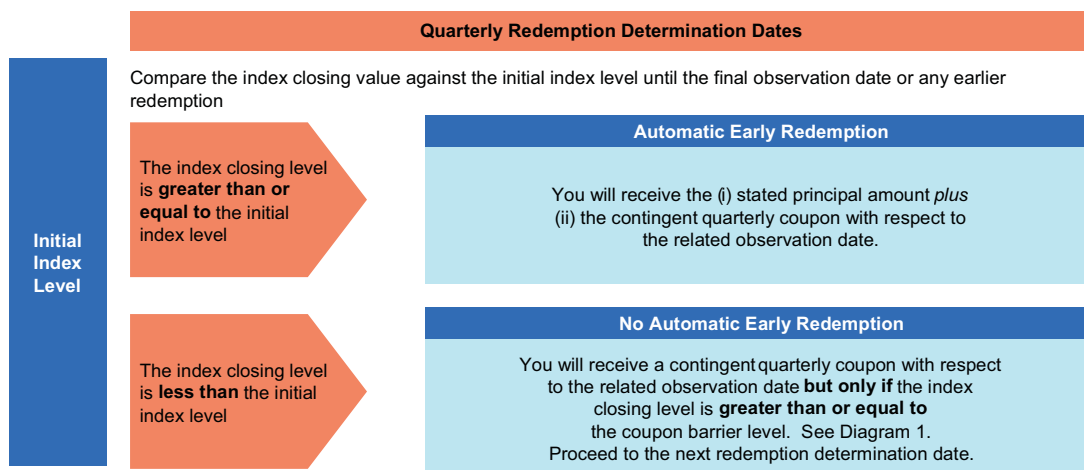 Quarterly Redemption Determination Dates
Compare the index closing value against the initial index level until the final observation date or any earlier
redemption
Initial
Index
Level
The index closing level
is greater than or
equal to the initial
index level
Automatic Early Redemption
You will receive the (i) stated principal amount plus
(ii) the contingent quarterly coupon with respect to
the related observation date.
The index closing level
is less than the initial
index level
No Automatic Early Redemption
You will receive a contingent quarterly coupon with respect
to the related observation date but only if the index
closing level is greater than or equal to
the coupon barrier level. See Diagram 1.
Proceed to the next redemption determination date.